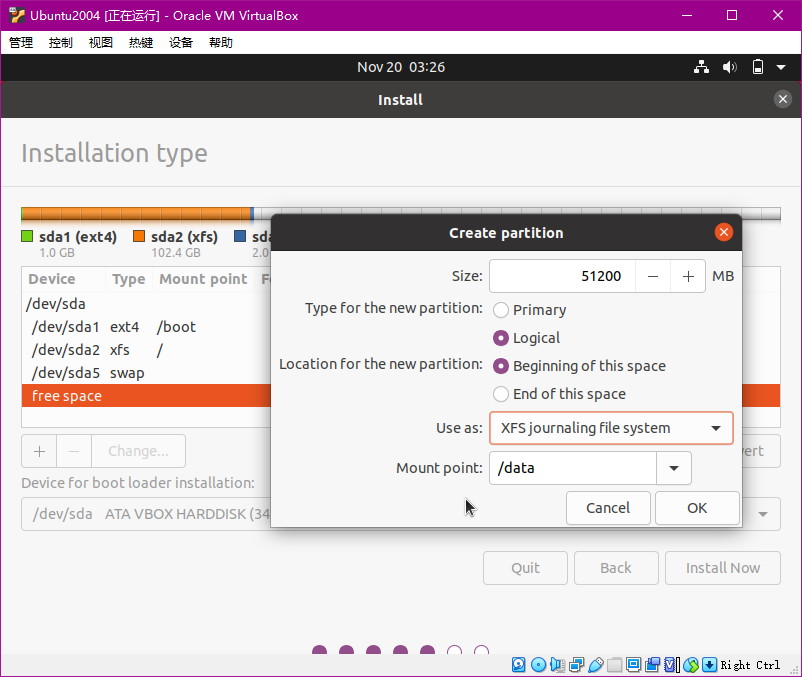 Ubuntu2004 [正在运行] - Oracle VM VirtualBox
管理 控制 视图 热键 设备 帮助
Nov 20 03:26
Install
Installation type
sda1 (ext4) sda2 (xfs)
1.0 GB 102.4 GB 2.0
Device Type Mount point
/dev/sda
/dev/sda1 ext4 /boot
/dev/sda2 xfs /
/dev/sda5 swap
free space
+ − Change...
Device for boot loader installation:
/dev/sda ATA VBOX HARDDISK (34
Create partition
Size: 51200 − + MB
Type for the new partition: Primary
Logical
Location for the new partition: Beginning of this space
End of this space
Use as: XFS journaling file system
Mount point: /data
Cancel OK
Quit Back Install Now
Right Ctrl